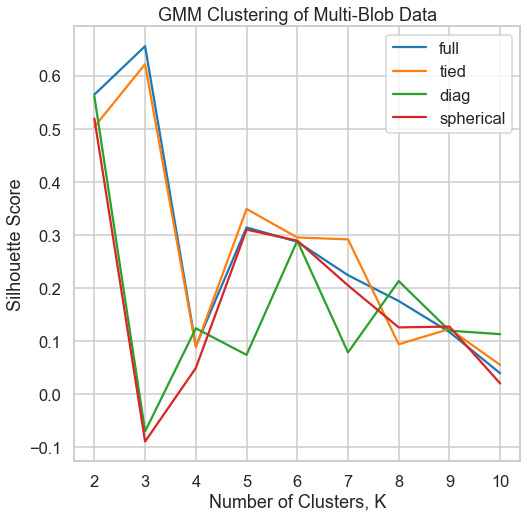 GMM Clustering of Multi-Blob Data
full
tied
diag
spherical
Silhouette Score
0.6
0.5
0.4
0.3
0.2
0.1
0.0
−0.1
2 3 4 5 6 7 8 9 10
Number of Clusters, K